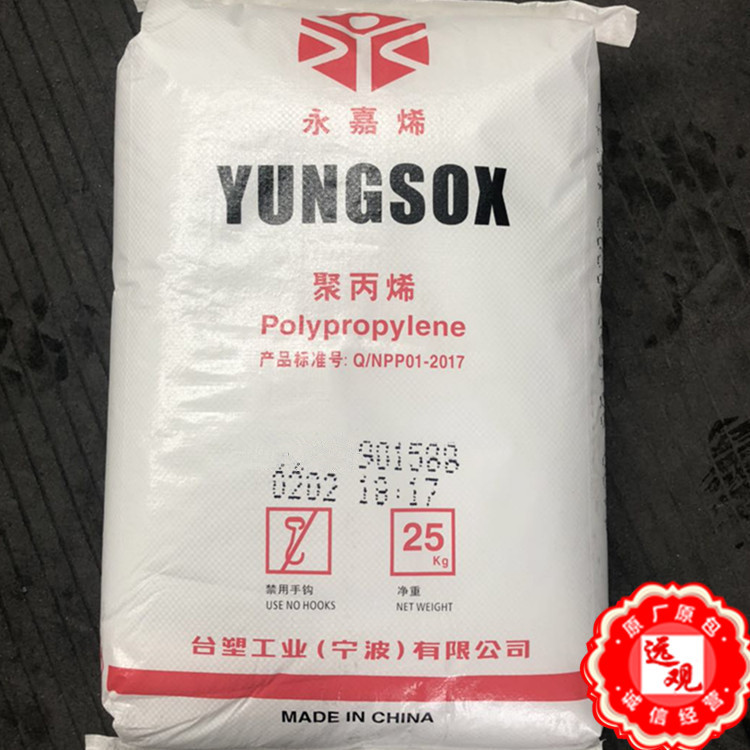 永嘉烯
YUNGSOX
聚丙烯
Polypropylene
产品标准号: Q/NPP01-2017
901588
0202 18:17
25
Kg
禁用手钩
USE NO HOOKS
净重
NET WEIGHT
台塑工业(宁波)有限公司
MADE IN CHINA
原厂原包
远观
诚信经营